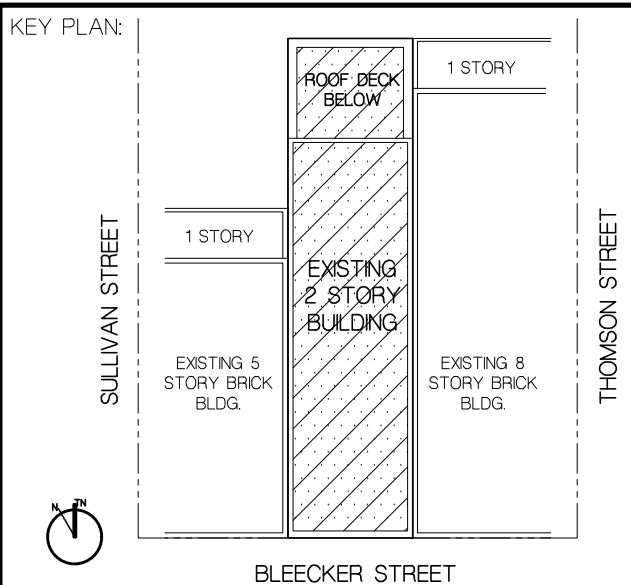 KEY PLAN:
ROOF DECK
BELOW
1 STORY
1 STORY
SULLIVAN STREET
EXISTING
2 STORY
BUILDING
THOMSON STREET
EXISTING 5
STORY BRICK
BLDG.
EXISTING 8
STORY BRICK
BLDG.
N TN
BLEECKER STREET